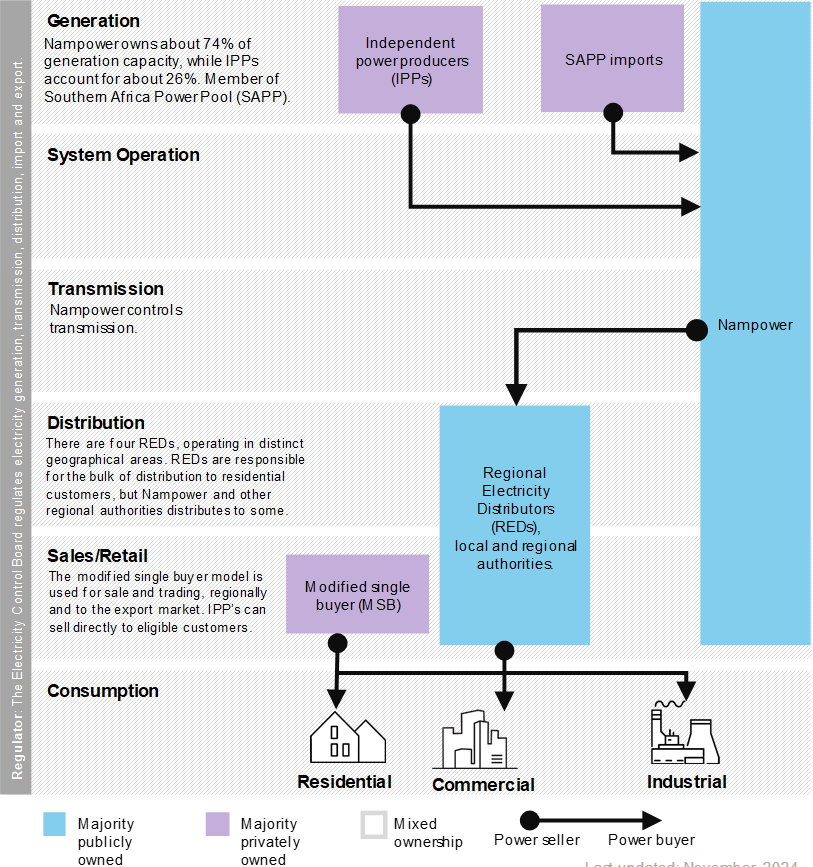 Regulator: The Electricity Control Board regulates electricity generation, transmission, distribution, import and export.
Generation
Nampower owns about 74% of
generation capacity, while IPPs
account for about 26%. Member of
Southern Africa Power Pool (SAPP).
Independent
power producers
(IPPs)
SAPP imports
System Operation
Transmission
Nampower controls
transmission.
Nampower
Distribution
There are four REDs, operating in distinct
geographical areas. REDs are responsible
for the bulk of distribution to residential
customers, but Nampower and other
regional authorities distributes to some.
Regional
Electricity
Distributors
(REDs),
local and regional
authorities.
Sales/Retail
The modified single buyer model is
used for sale and trading, regionally
and to the export market. IPP's can
sell directly to eligible customers.
Modified single
buyer (MSB)
Consumption
Residential
Commercial
Industrial
Majority
publicly
owned
Majority
privately
owned
Mixed
ownership
Power seller
Power buyer
Last updated: November, 2024